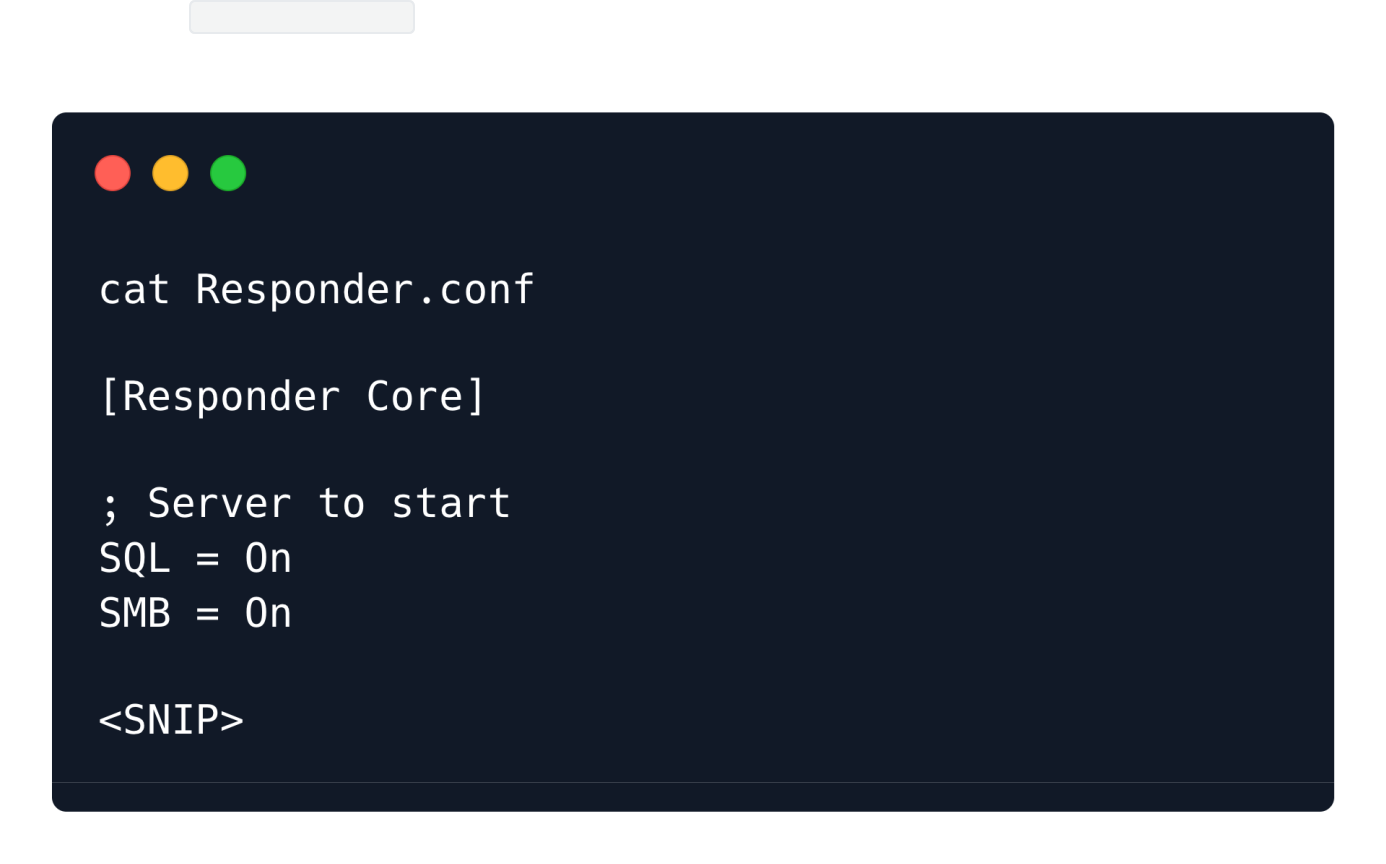 cat Responder.conf
[Responder Core]
; Server to start
SQL = On
SMB = On
<SNIP>